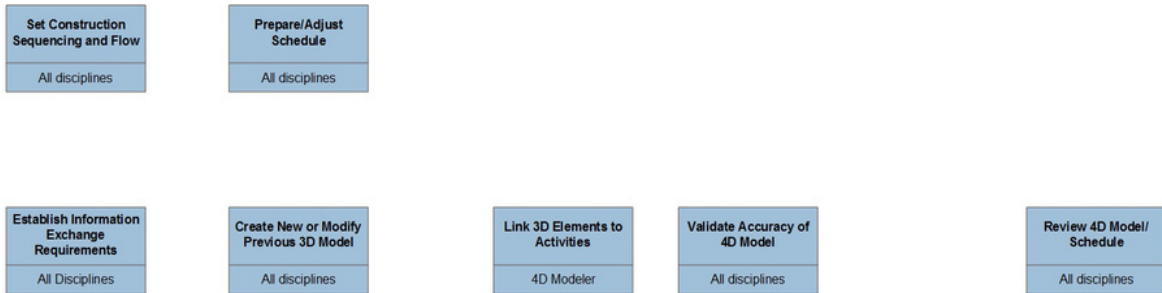 Set Construction
Sequencing and Flow
All disciplines
Prepare/Adjust
Schedule
All disciplines
Establish Information
Exchange
Requirements
All Disciplines
Create New or Modify
Previous 3D Model
All disciplines
Link 3D Elements to
Activities
4D Modeler
Validate Accuracy of
4D Model
All disciplines
Review 4D Model/
Schedule
All disciplines